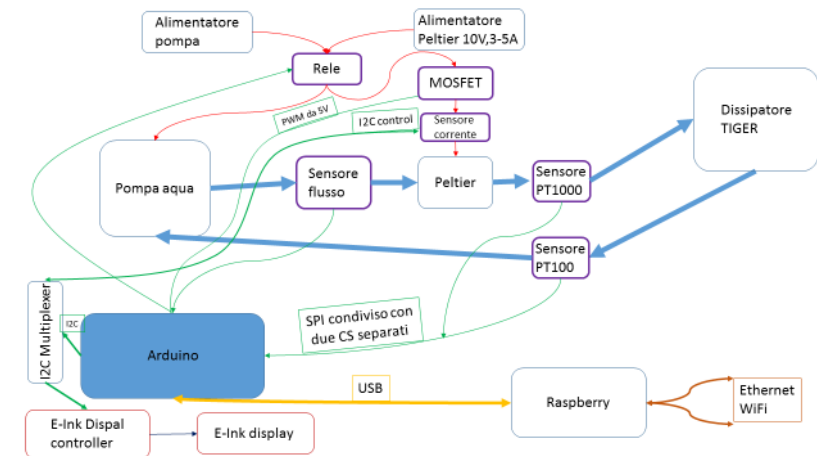 Alimentatore
pompa
Alimentatore
Peltier 10V,3-5A
Rele
MOSFET
PWM da 5V
I2C control
Sensore
corrente
Dissipatore
TIGER
Pompa aqua
Sensore
flusso
Peltier
Sensore
PT1000
Sensore
PT100
I2C Multiplexer
I2C
Arduino
SPI condiviso con
due CS separati
USB
Raspberry
Ethernet
WiFi
E-Ink Dispal
controller
E-Ink display